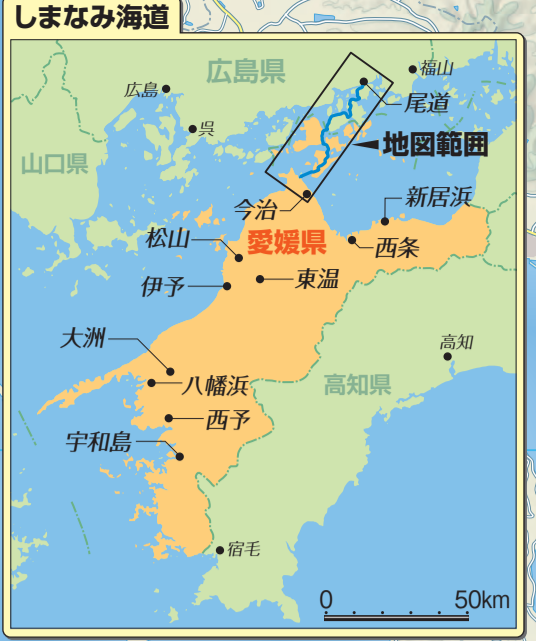 しまなみ海道
広島県
福山
広島
尾道
呉
地図範囲
山口県
新居浜
今治
松山
愛媛県
西条
伊予
東温
大洲
高知
八幡浜
高知県
西予
宇和島
宿毛
0 50km